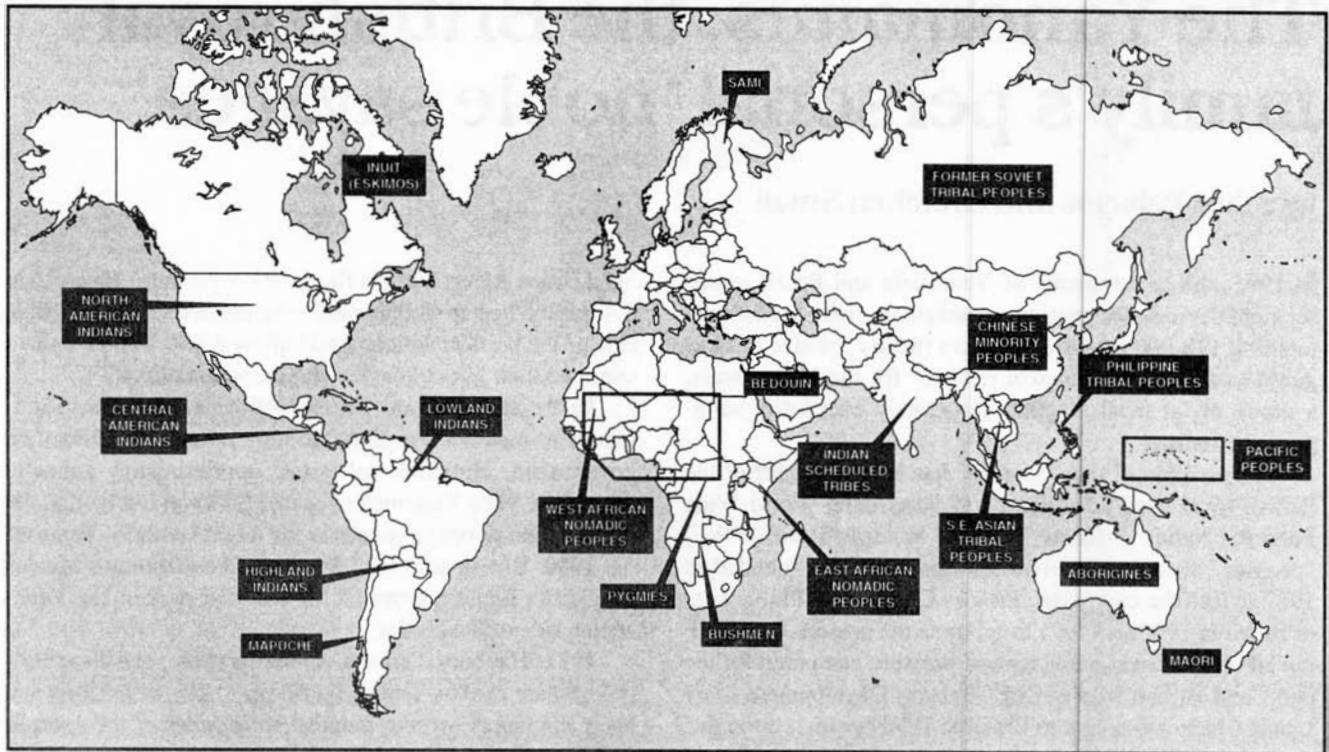 SAMI
INUIT
(ESKIMOS)
FORMER SOVIET
TRIBAL PEOPLES
NORTH
AMERICAN
INDIANS
CHINESE
MINORITY
PEOPLES
PHILIPPINE
TRIBAL PEOPLES
BEDOUIN
CENTRAL
AMERICAN
INDIANS
LOWLAND
INDIANS
INDIAN
SCHEDULED
TRIBES
PACIFIC
PEOPLES
WEST AFRICAN
NOMADIC
PEOPLES
S.E. ASIAN
TRIBAL
PEOPLES
HIGHLAND
INDIANS
PYGMIES
EAST AFRICAN
NOMADIC
PEOPLES
ABORIGINES
BUSHMEN
MAPUCHE
MAORI